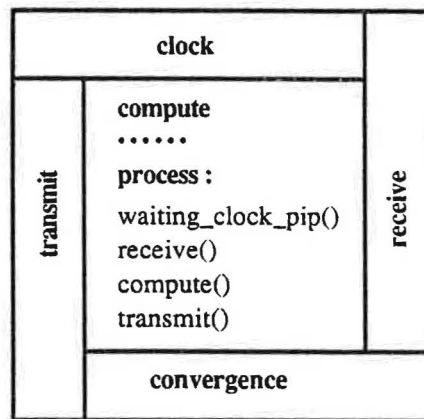 clock
transmit
compute
......
process :
waiting_clock_pip()
receive()
compute()
transmit()
receive
convergence